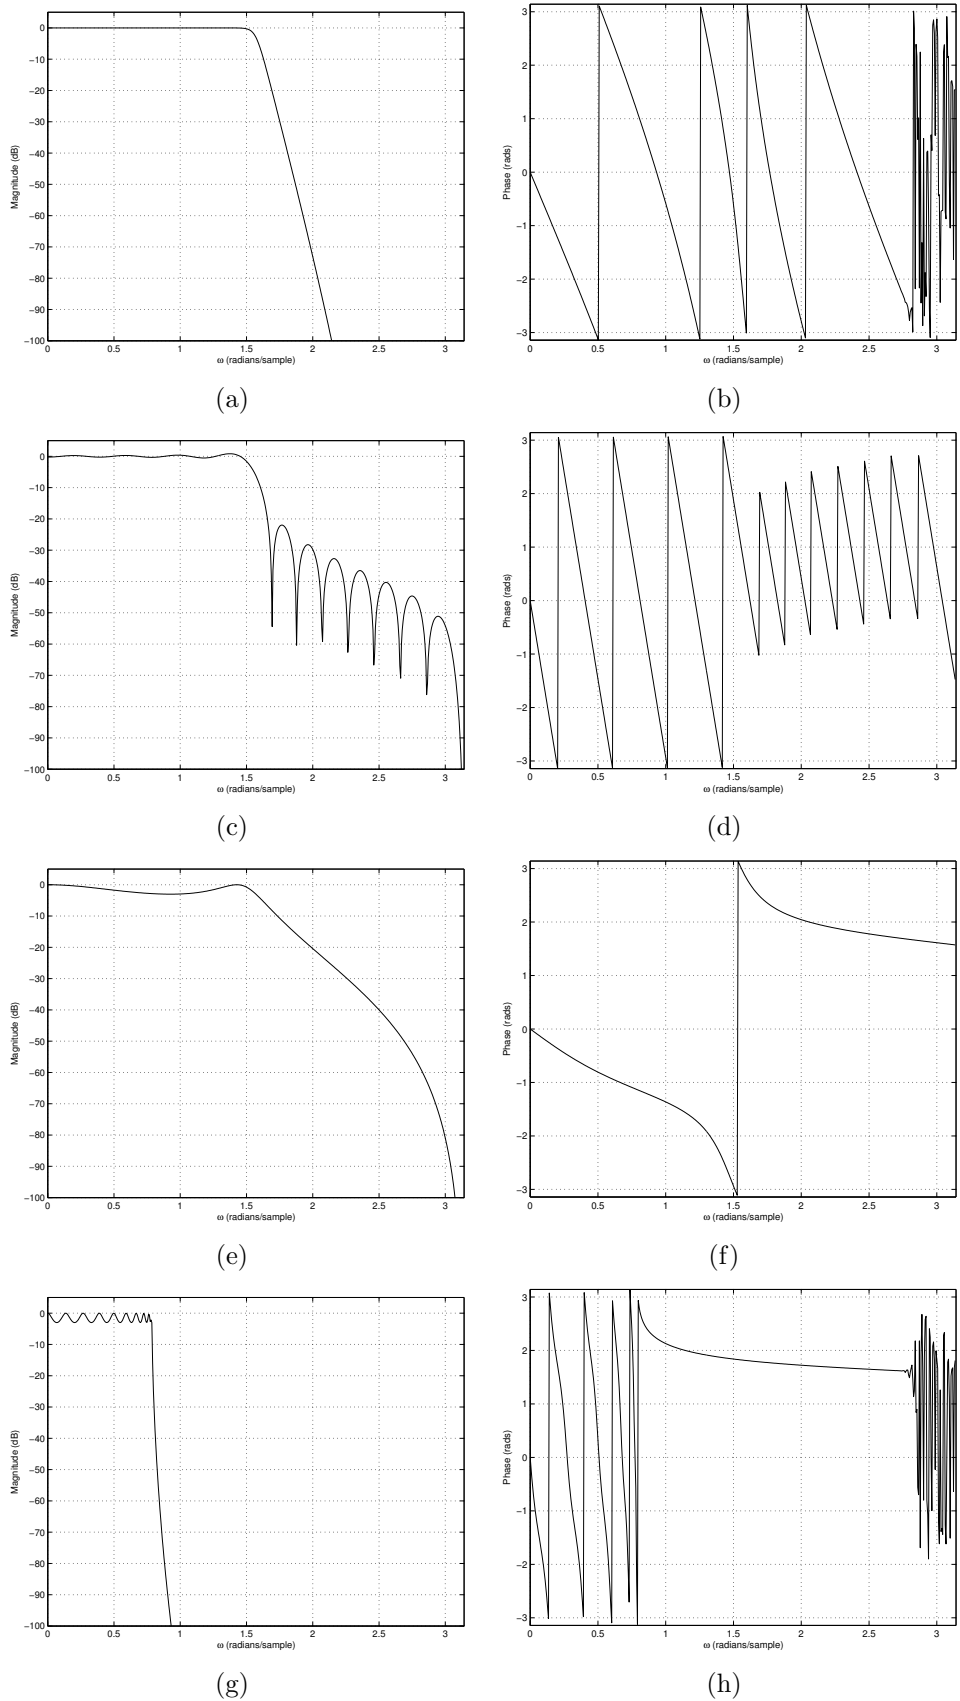 0
−10
−20
−30
−40
−50
−60
−70
−80
−90
−100
Magnitude (dB)
0 0.5 1 1.5 2 2.5 3
ω (radians/sample)
(a)
3
2
1
0
−1
−2
−3
Phase (rads)
0 0.5 1 1.5 2 2.5 3
ω (radians/sample)
(b)
0
−10
−20
−30
−40
−50
−60
−70
−80
−90
−100
Magnitude (dB)
0 0.5 1 1.5 2 2.5 3
ω (radians/sample)
(c)
3
2
1
0
−1
−2
−3
Phase (rads)
0 0.5 1 1.5 2 2.5 3
ω (radians/sample)
(d)
0
−10
−20
−30
−40
−50
−60
−70
−80
−90
−100
Magnitude (dB)
0 0.5 1 1.5 2 2.5 3
ω (radians/sample)
(e)
3
2
1
0
−1
−2
−3
Phase (rads)
0 0.5 1 1.5 2 2.5 3
ω (radians/sample)
(f)
0
−10
−20
−30
−40
−50
−60
−70
−80
−90
−100
Magnitude (dB)
0 0.5 1 1.5 2 2.5 3
ω (radians/sample)
(g)
3
2
1
0
−1
−2
−3
Phase (rads)
0 0.5 1 1.5 2 2.5 3
ω (radians/sample)
(h)